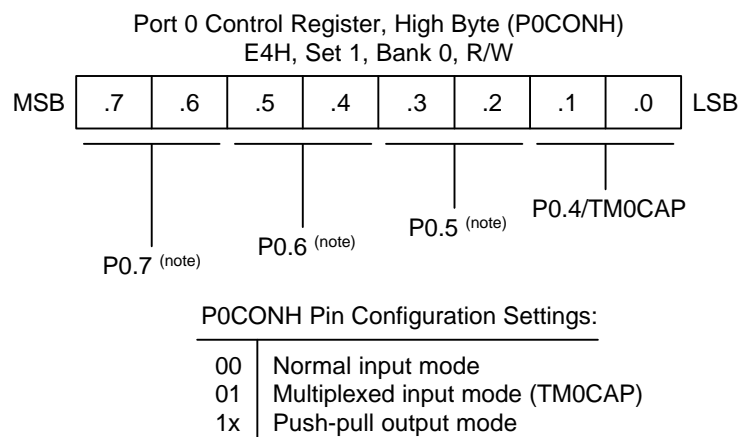 Port 0 Control Register, High Byte (P0CONH)
E4H, Set 1, Bank 0, R/W
MSB .7 .6 .5 .4 .3 .2 .1 .0 LSB
P0.7 (note)
P0.6 (note)
P0.5 (note)
P0.4/TM0CAP
P0CONH Pin Configuration Settings:
00 Normal input mode
01 Multiplexed input mode (TM0CAP)
1x Push-pull output mode